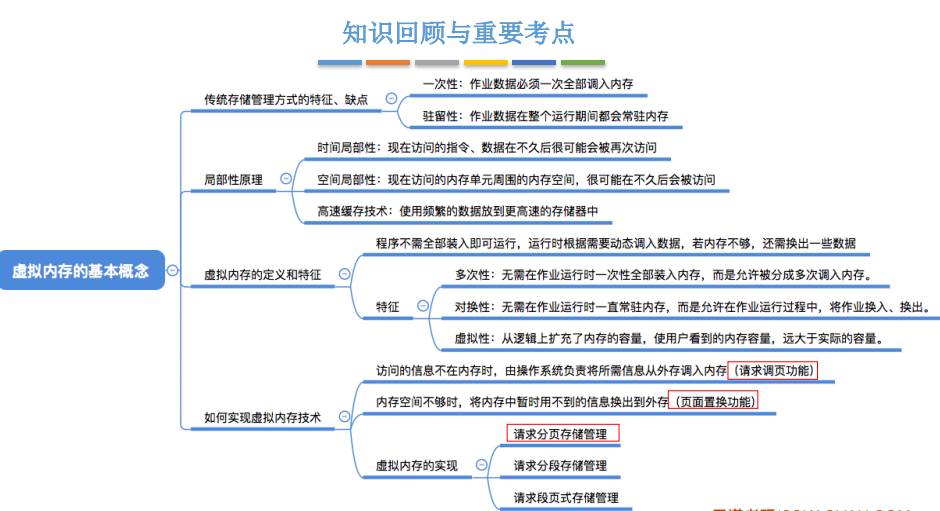 知识回顾与重要考点
虚拟内存的基本概念
传统存储管理方式的特征、缺点
一次性：作业数据必须一次全部调入内存
驻留性：作业数据在整个运行期间都会常驻内存
局部性原理
时间局部性：现在访问的指令、数据在不久后很可能会被再次访问
空间局部性：现在访问的内存单元周围的内存空间，很可能在不久后会被访问
高速缓存技术：使用频繁的数据放到更高速的存储器中
虚拟内存的定义和特征
程序不需全部装入即可运行，运行时根据需要动态调入数据，若内存不够，还需换出一些数据
特征
多次性：无需在作业运行时一次性全部装入内存，而是允许被分成多次调入内存。
对换性：无需在作业运行时一直常驻内存，而是允许在作业运行过程中，将作业换入、换出。
虚拟性：从逻辑上扩充了内存的容量，使用户看到的内存容量，远大于实际的容量。
如何实现虚拟内存技术
访问的信息不在内存时，由操作系统负责将所需信息从外存调入内存（请求调页功能）
内存空间不够时，将内存中暂时用不到的信息换出到外存（页面置换功能）
虚拟内存的实现
请求分页存储管理
请求分段存储管理
请求段页式存储管理